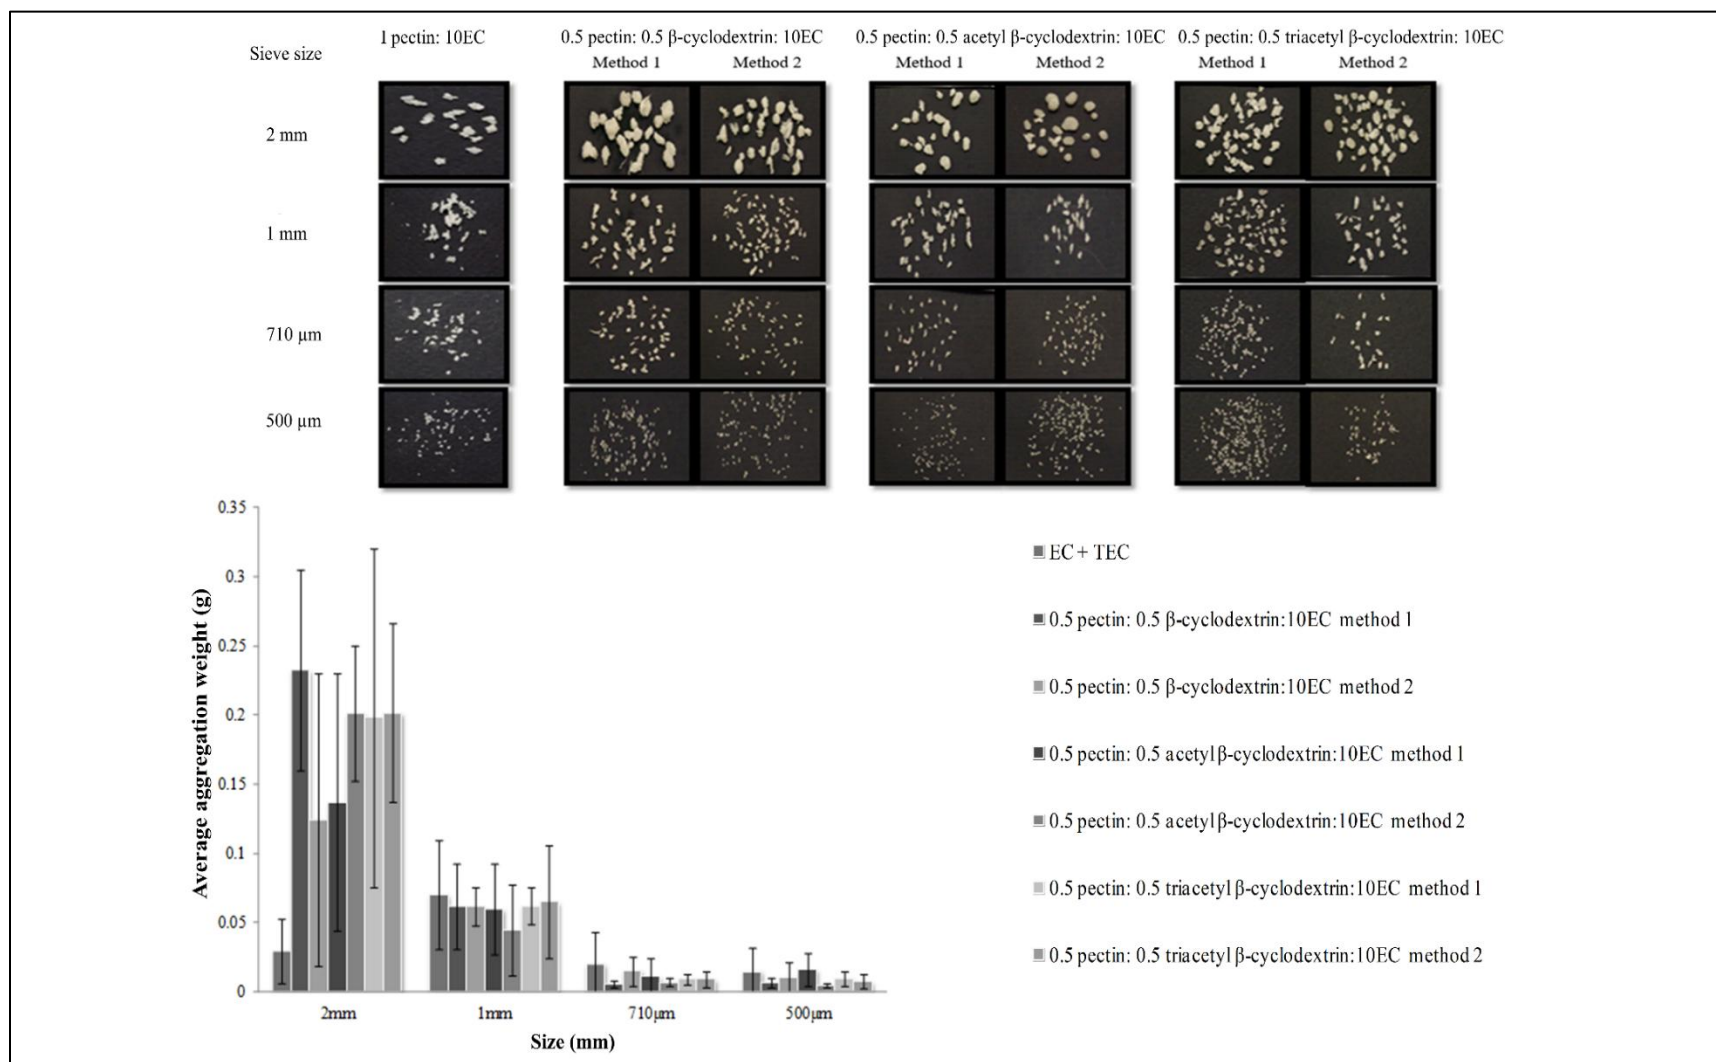 Sieve size
1 pectin: 10EC
0.5 pectin: 0.5 β-cyclodextrin: 10EC
0.5 pectin: 0.5 acetyl β-cyclodextrin: 10EC
0.5 pectin: 0.5 triacetyl β-cyclodextrin: 10EC
Method 1
Method 2
Method 1
Method 2
Method 1
Method 2
2 mm
1 mm
710 µm
500 µm
Average aggregation weight (g)
0.35
0.3
0.25
0.2
0.15
0.1
0.05
0
2mm
1mm
710µm
500µm
Size (mm)
EC + TEC
0.5 pectin: 0.5 β-cyclodextrin:10EC method 1
0.5 pectin: 0.5 β-cyclodextrin:10EC method 2
0.5 pectin: 0.5 acetyl β-cyclodextrin:10EC method 1
0.5 pectin: 0.5 acetyl β-cyclodextrin:10EC method 2
0.5 pectin: 0.5 triacetyl β-cyclodextrin:10EC method 1
0.5 pectin: 0.5 triacetyl β-cyclodextrin:10EC method 2